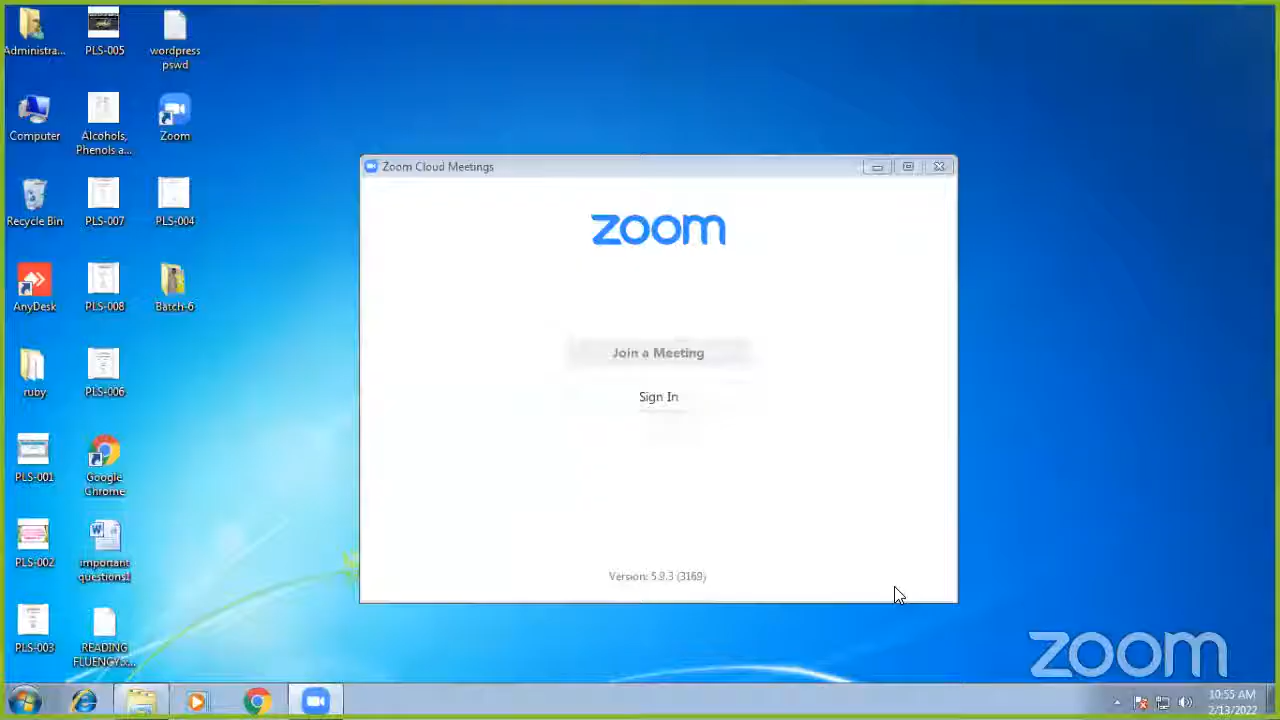 Administra...
PLS-005
wordpress
pswd
Computer
Alcohols,
Phenols a...
Zoom
Recycle Bin
PLS-007
PLS-004
AnyDesk
PLS-008
Batch-6
ruby
PLS-006
PLS-001
Google
Chrome
PLS-002
important
questions1
PLS-003
READING
FLUENCY...
Zoom Cloud Meetings
zoom
Join a Meeting
Sign In
Version: 5.9.3 (3169)
zoom
10:55 AM
2/13/2022